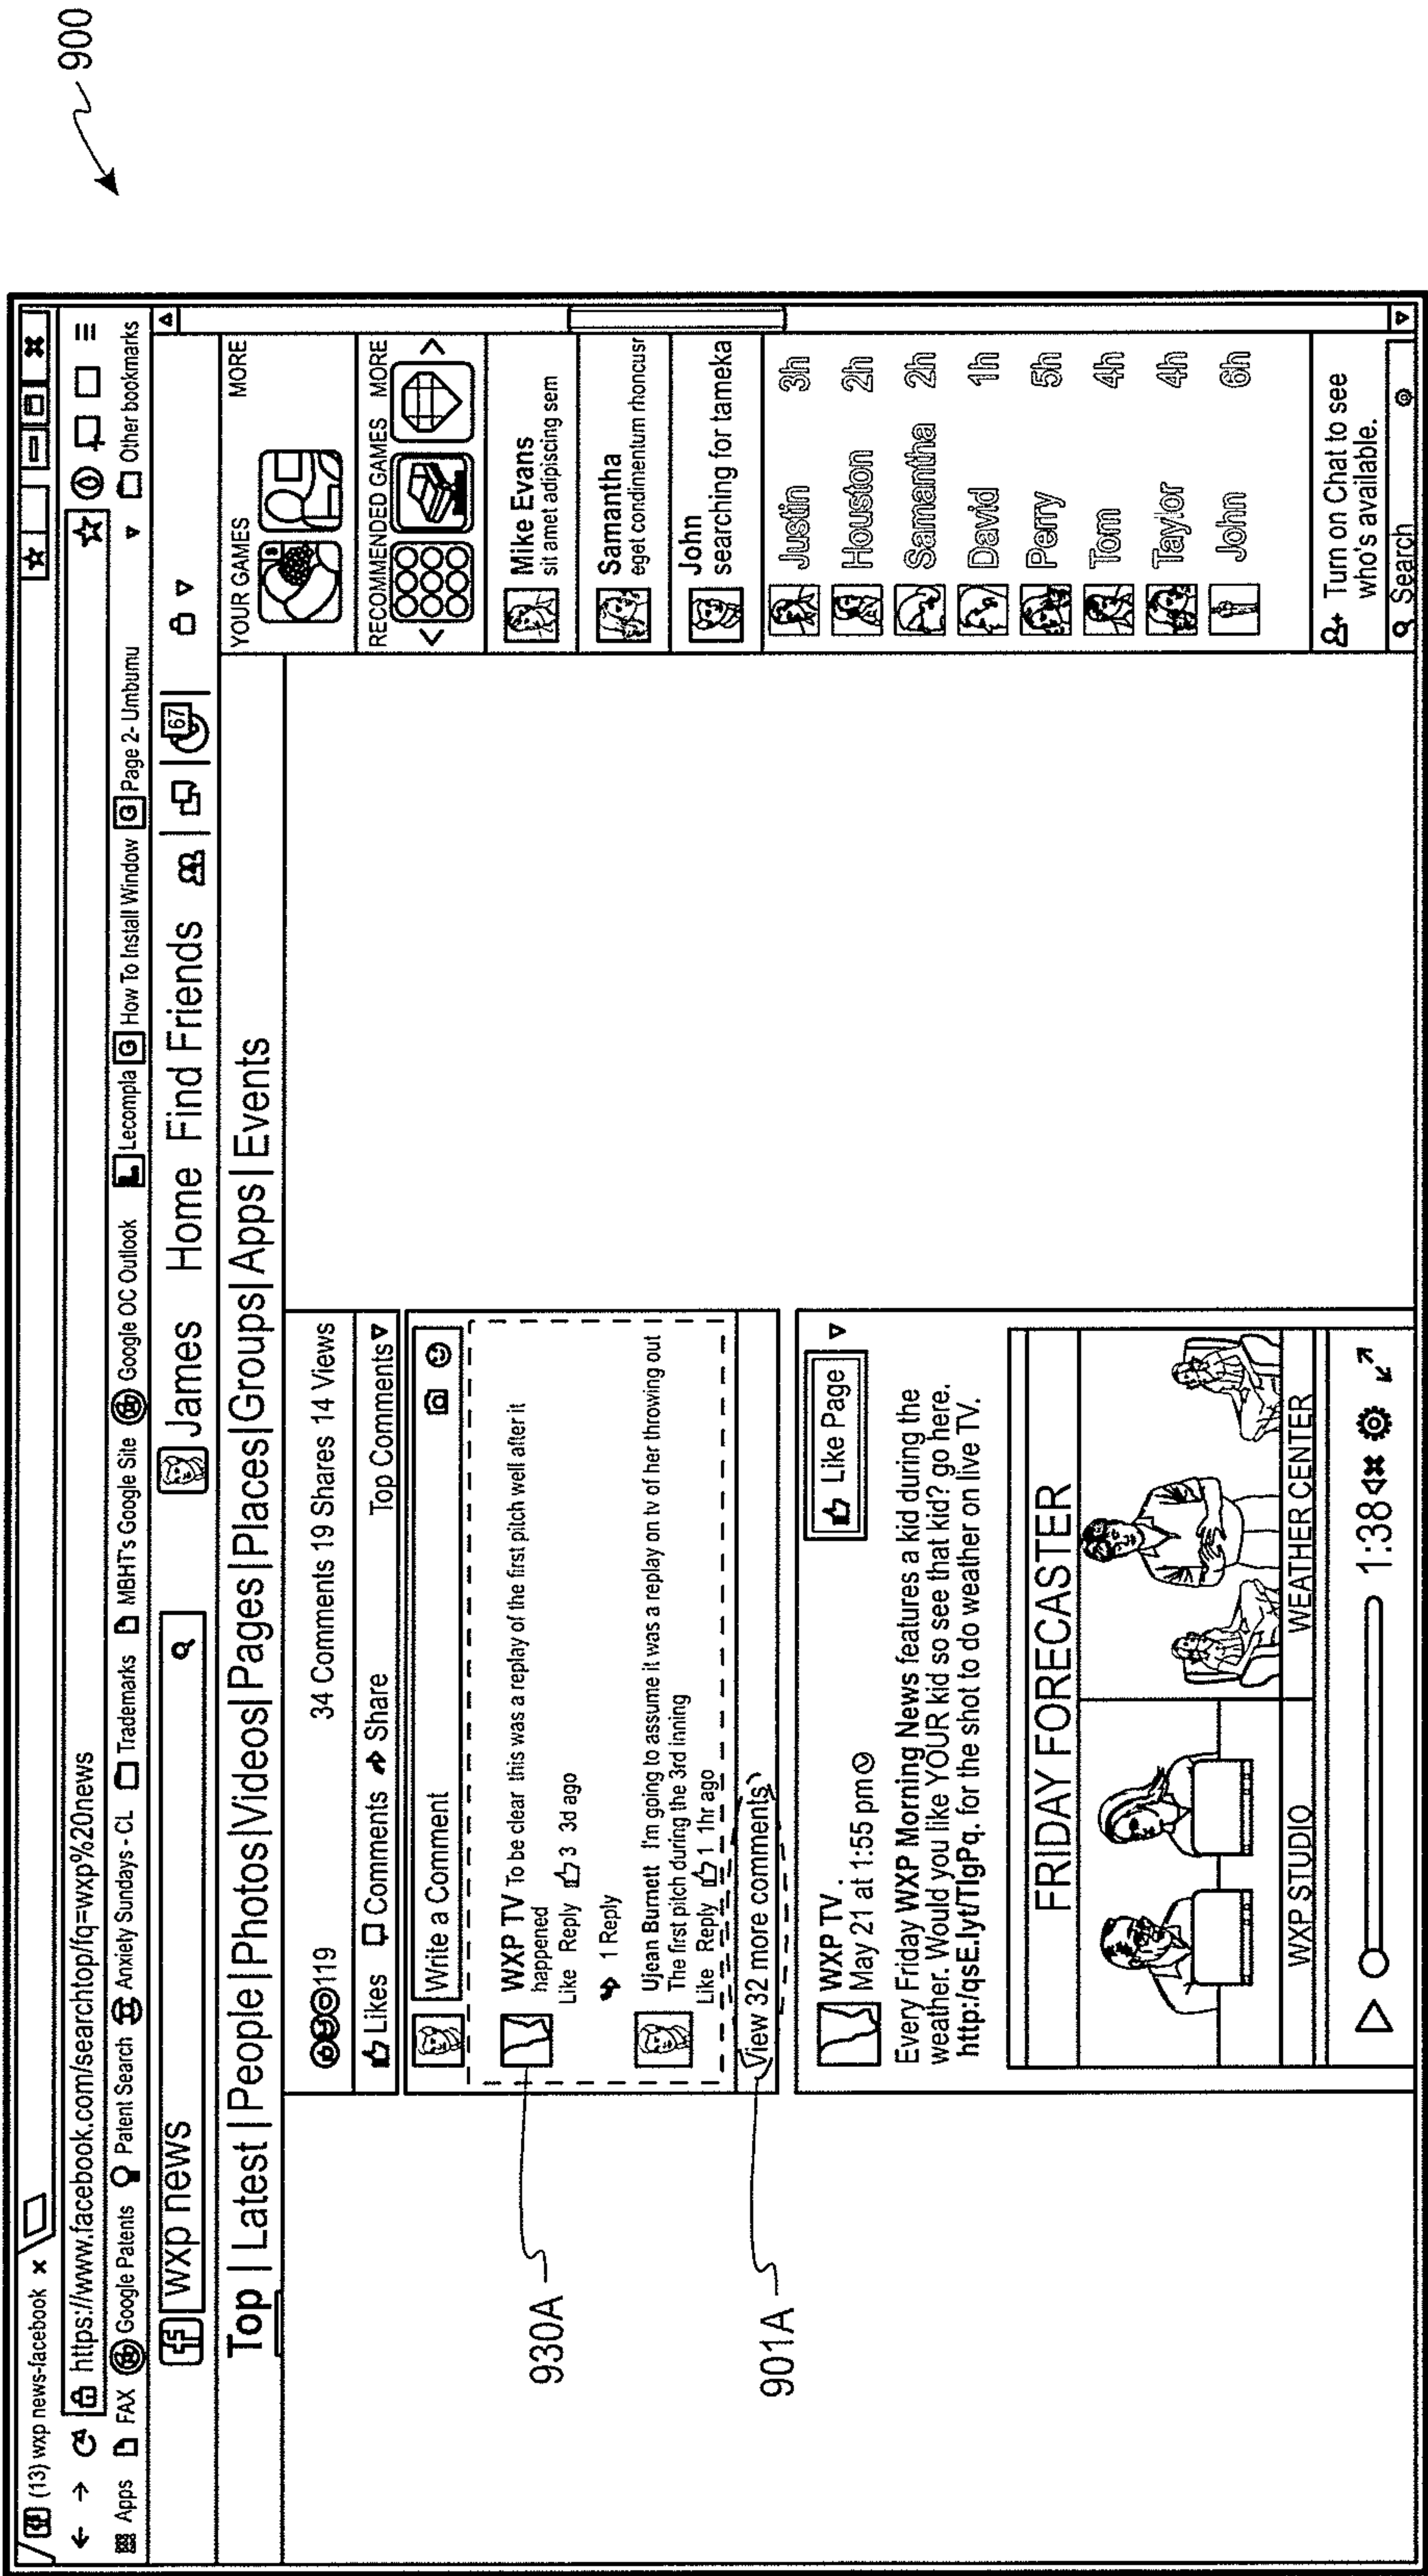 900
(13) wxp news-facebook x
https://www.facebook.com/searchtop/fq=wxp%20news
Apps FAX Google Patents Patent Search Anxiety Sundays - CL Trademarks MBHT's Google Site Google OC Outlook Lecompla G How To Install Window G Page 2- Umbumu Other bookmarks
f wxp news James Home Find Friends 67
Top | Latest | People | Photos | Videos | Pages | Places | Groups | Apps | Events
34 Comments 19 Shares 14 Views
119
Likes Comments Share Top Comments
Write a Comment
WXP TV To be clear this was a replay of the first pitch well after it
happened
Like Reply 3 3d ago
1 Reply
Ujean Burnett I'm going to assume it was a replay on tv of her throwing out
The first pitch during the 3rd inning
Like Reply 1 1hr ago
View 32 more comments
930A
901A
WXP TV .
May 21 at 1:55 pm
Like Page
Every Friday WXP Morning News features a kid during the
weather. Would you like YOUR kid so see that kid? go here.
http:/qsE.lyt/TlgPq. for the shot to do weather on live TV.
FRIDAY FORECASTER
WXP STUDIO WEATHER CENTER
1:38
YOUR GAMES MORE
RECOMMENDED GAMES MORE
Mike Evans
sit amet adipiscing sem
Samantha
eget condimentum rhoncusr
John
searching for tameka
Justin 3h
Houston 2h
Samantha 2h
David 1h
Perry 5h
Tom 4h
Taylor 4h
John 6h
Turn on Chat to see
who's available.
Search